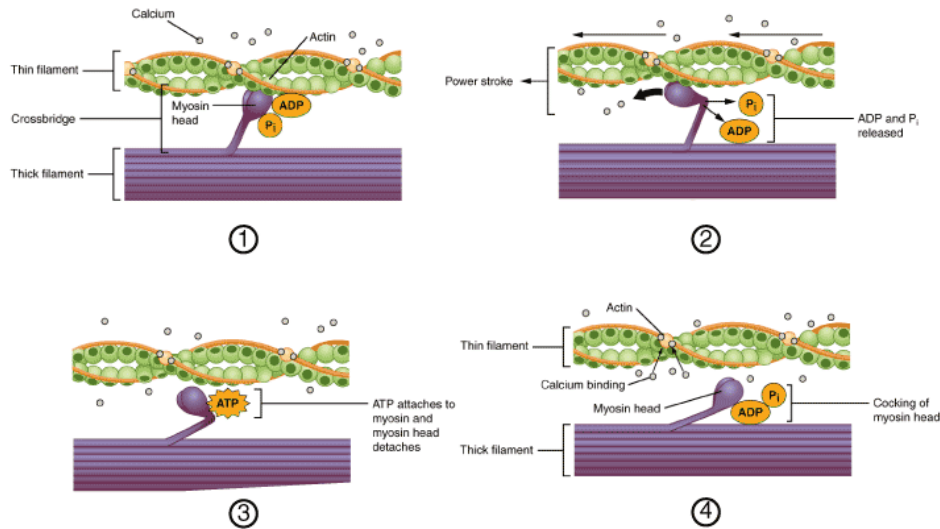 Calcium
Actin
Thin filament
Myosin
head
ADP
Pi
Crossbridge
Thick filament
1
Power stroke
Pi
ADP
ADP and Pi
released
2
ATP
ATP attaches to
myosin and
myosin head
detaches
3
Actin
Thin filament
Calcium binding
Myosin head
Pi
ADP
Cocking of
myosin head
Thick filament
4